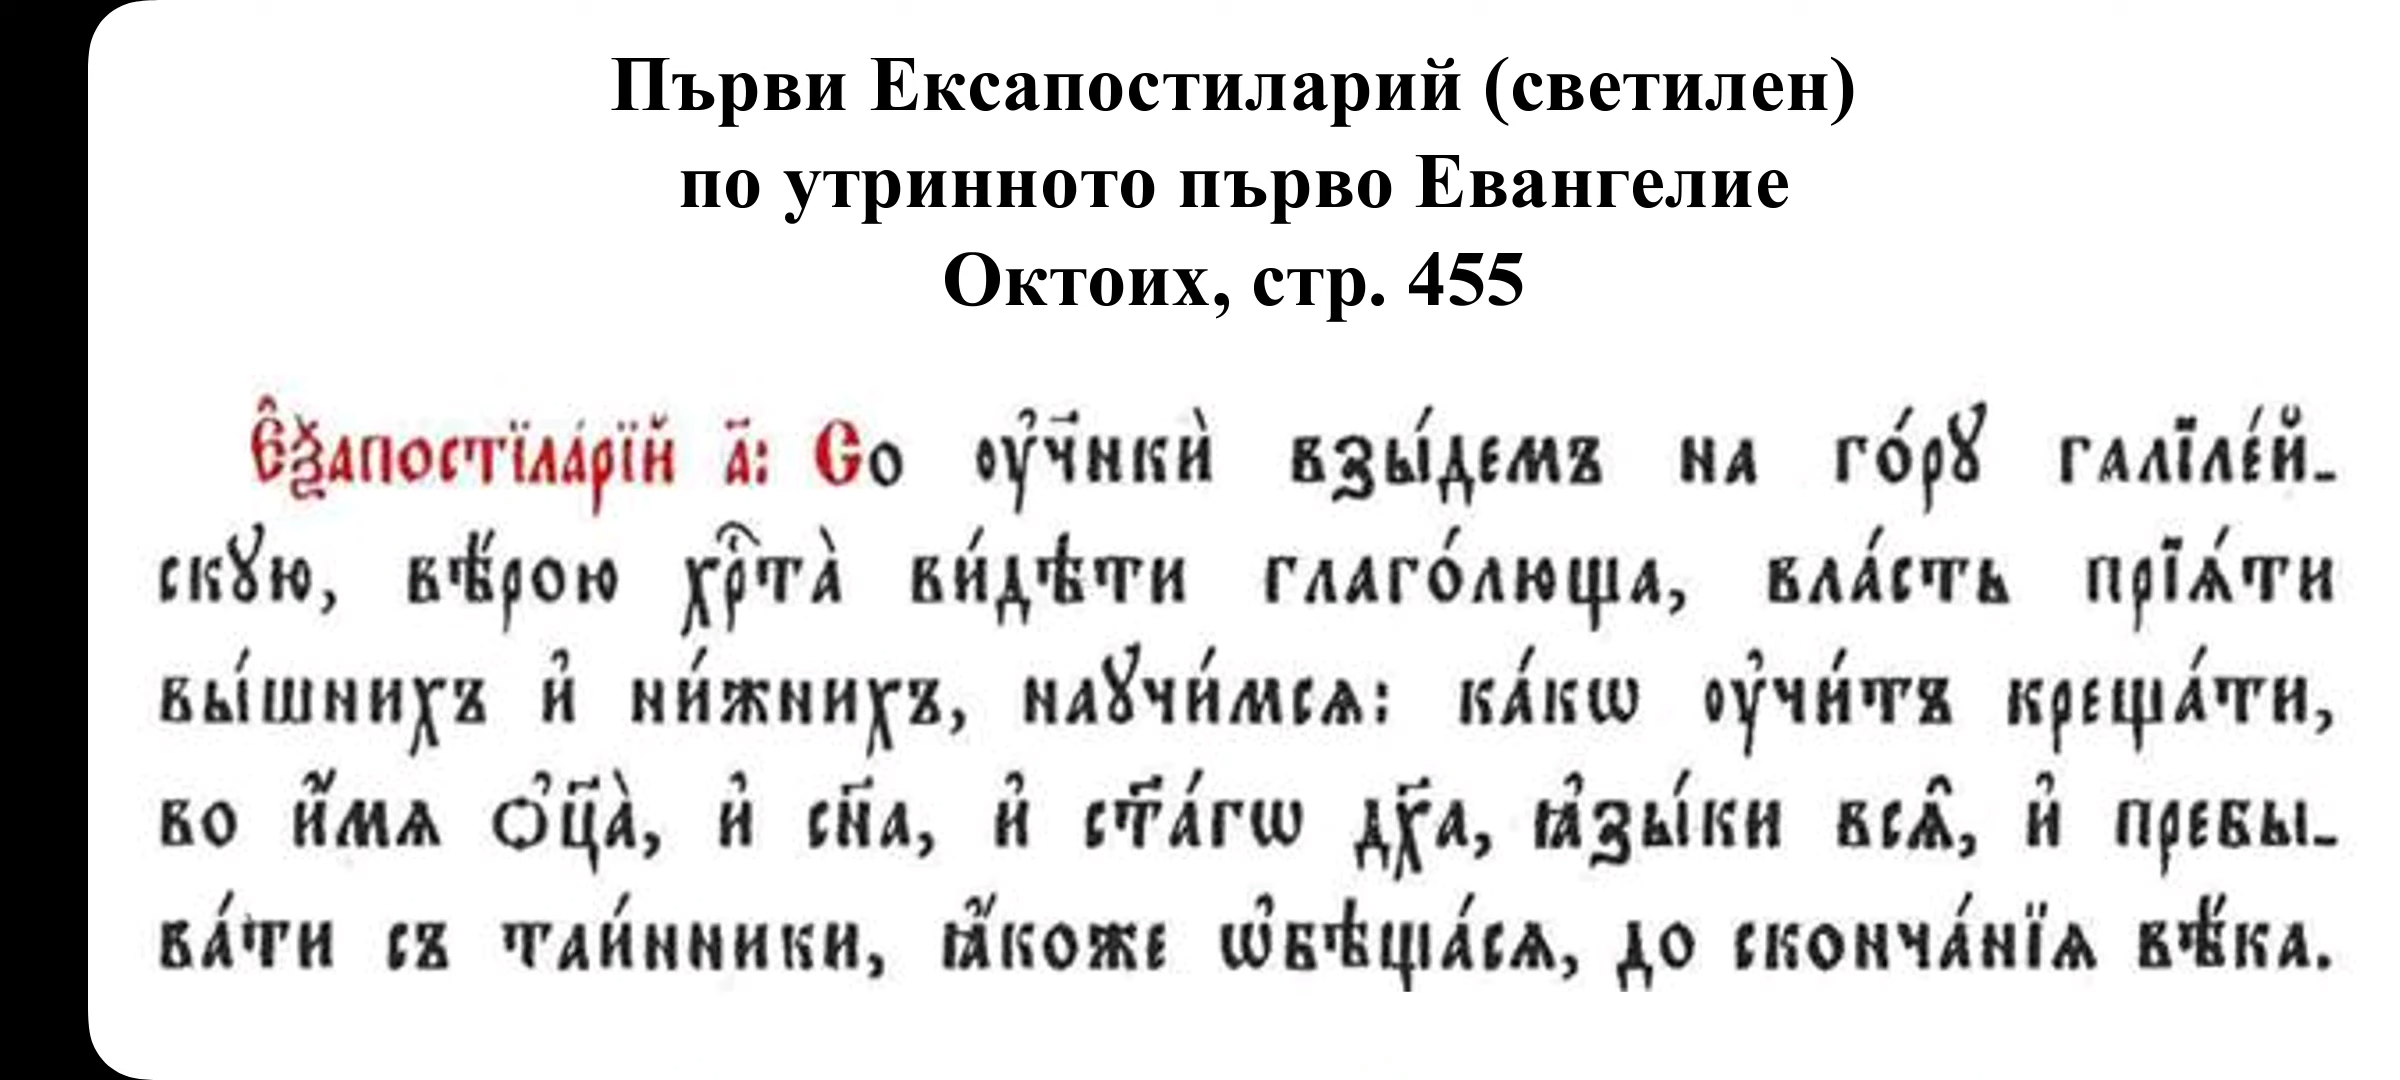 Първи Ексапостиларий (светилен)
по утринното първо Евангелие
Октоих, стр. 455
Є҆ѯапостїла́рїй а҃: Со ᲂу҆чн҃кѝ взы́демъ на го́рꙋ галїле́й-
скꙋю, вѣ́рою хрⷭ҇та̀ ви́дѣти глаго́люща, вла́сть прїѧ́ти
вы́шнихъ и҆ ни́жнихъ, наꙋчи́мсѧ: ка́кѡ ᲂу҆чи́тъ креща́ти,
во и҆́мѧ ѻ҆ц҃а̀, и҆ сн҃а, и҆ ст҃а́гѡ дх҃а, ꙗ҆зы́ки всѧ̑, и҆ пребы-
ва́ти съ таи́нники, ꙗ҆́коже ѡ҆бѣща́сѧ, до сконча́нїѧ вѣ́ка.